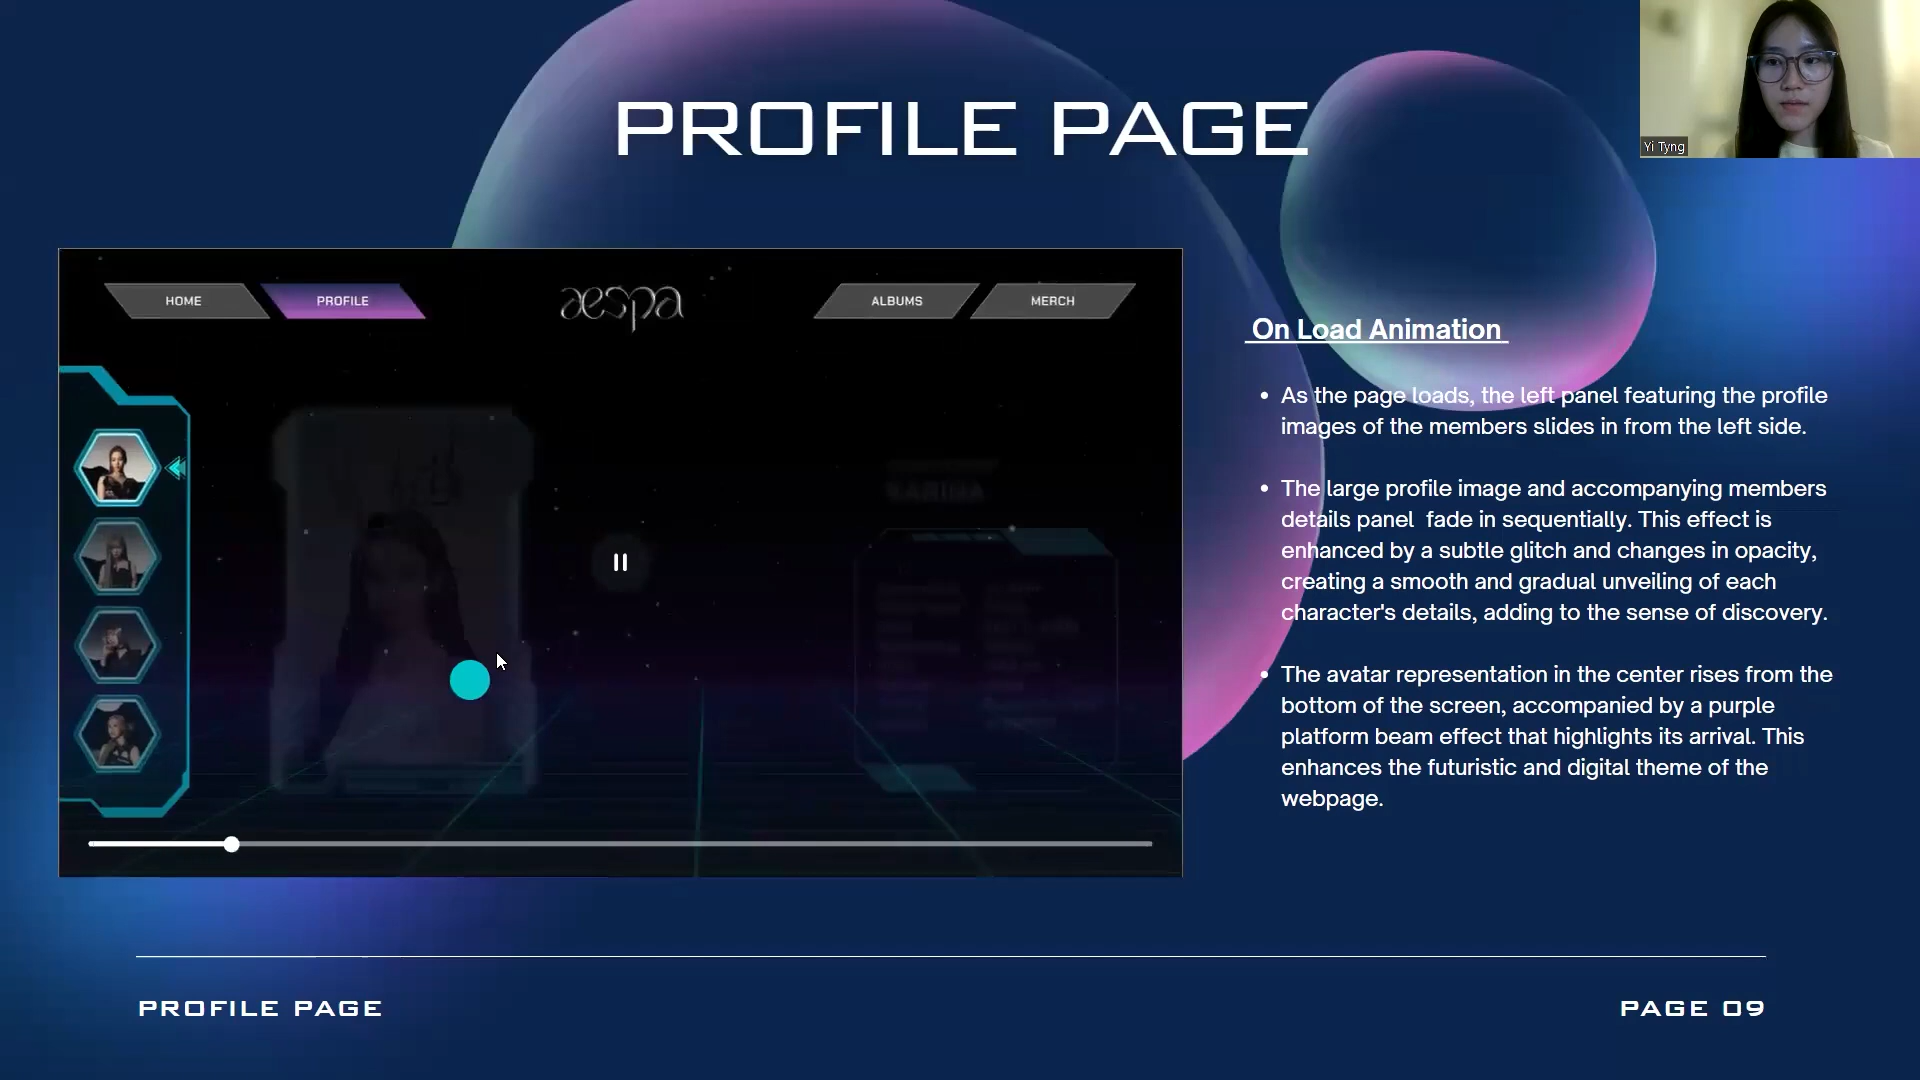 PROFILE PAGE
Yi Tyng
HOME
PROFILE
aespa
ALBUMS
MERCH
KARINA
On Load Animation
• As the page loads, the left panel featuring the profile
images of the members slides in from the left side.
• The large profile image and accompanying members
details panel  fade in sequentially. This effect is
enhanced by a subtle glitch and changes in opacity,
creating a smooth and gradual unveiling of each
character's details, adding to the sense of discovery.
• The avatar representation in the center rises from the
bottom of the screen, accompanied by a purple
platform beam effect that highlights its arrival. This
enhances the futuristic and digital theme of the
webpage.
PROFILE PAGE
PAGE 09